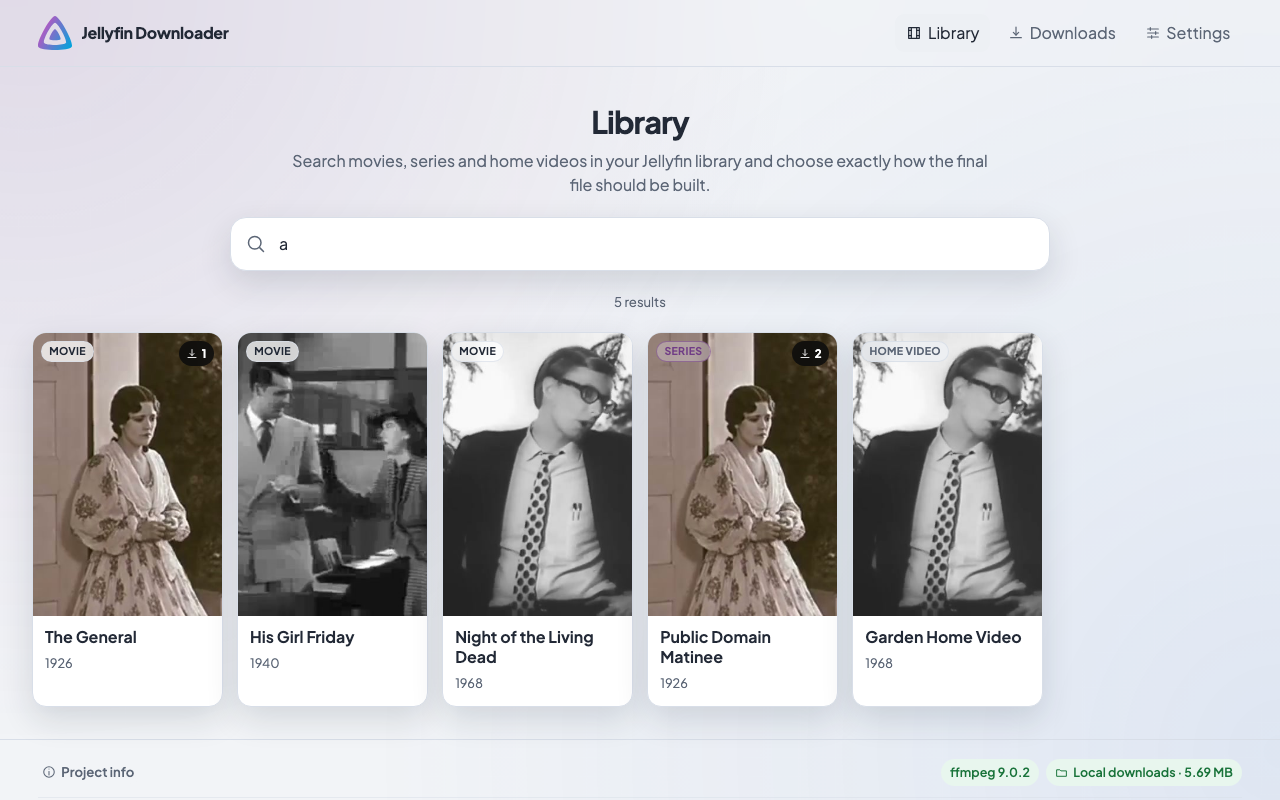 Jellyfin Downloader
Library
Downloads
Settings
Library
Search movies, series and home videos in your Jellyfin library and choose exactly how the final
file should be built.
a
5 results
MOVIE
1
MOVIE
MOVIE
SERIES
2
HOME VIDEO
The General
1926
His Girl Friday
1940
Night of the Living
Dead
1968
Public Domain
Matinee
1926
Garden Home Video
1968
Project info
ffmpeg 9.0.2
Local downloads · 5.69 MB